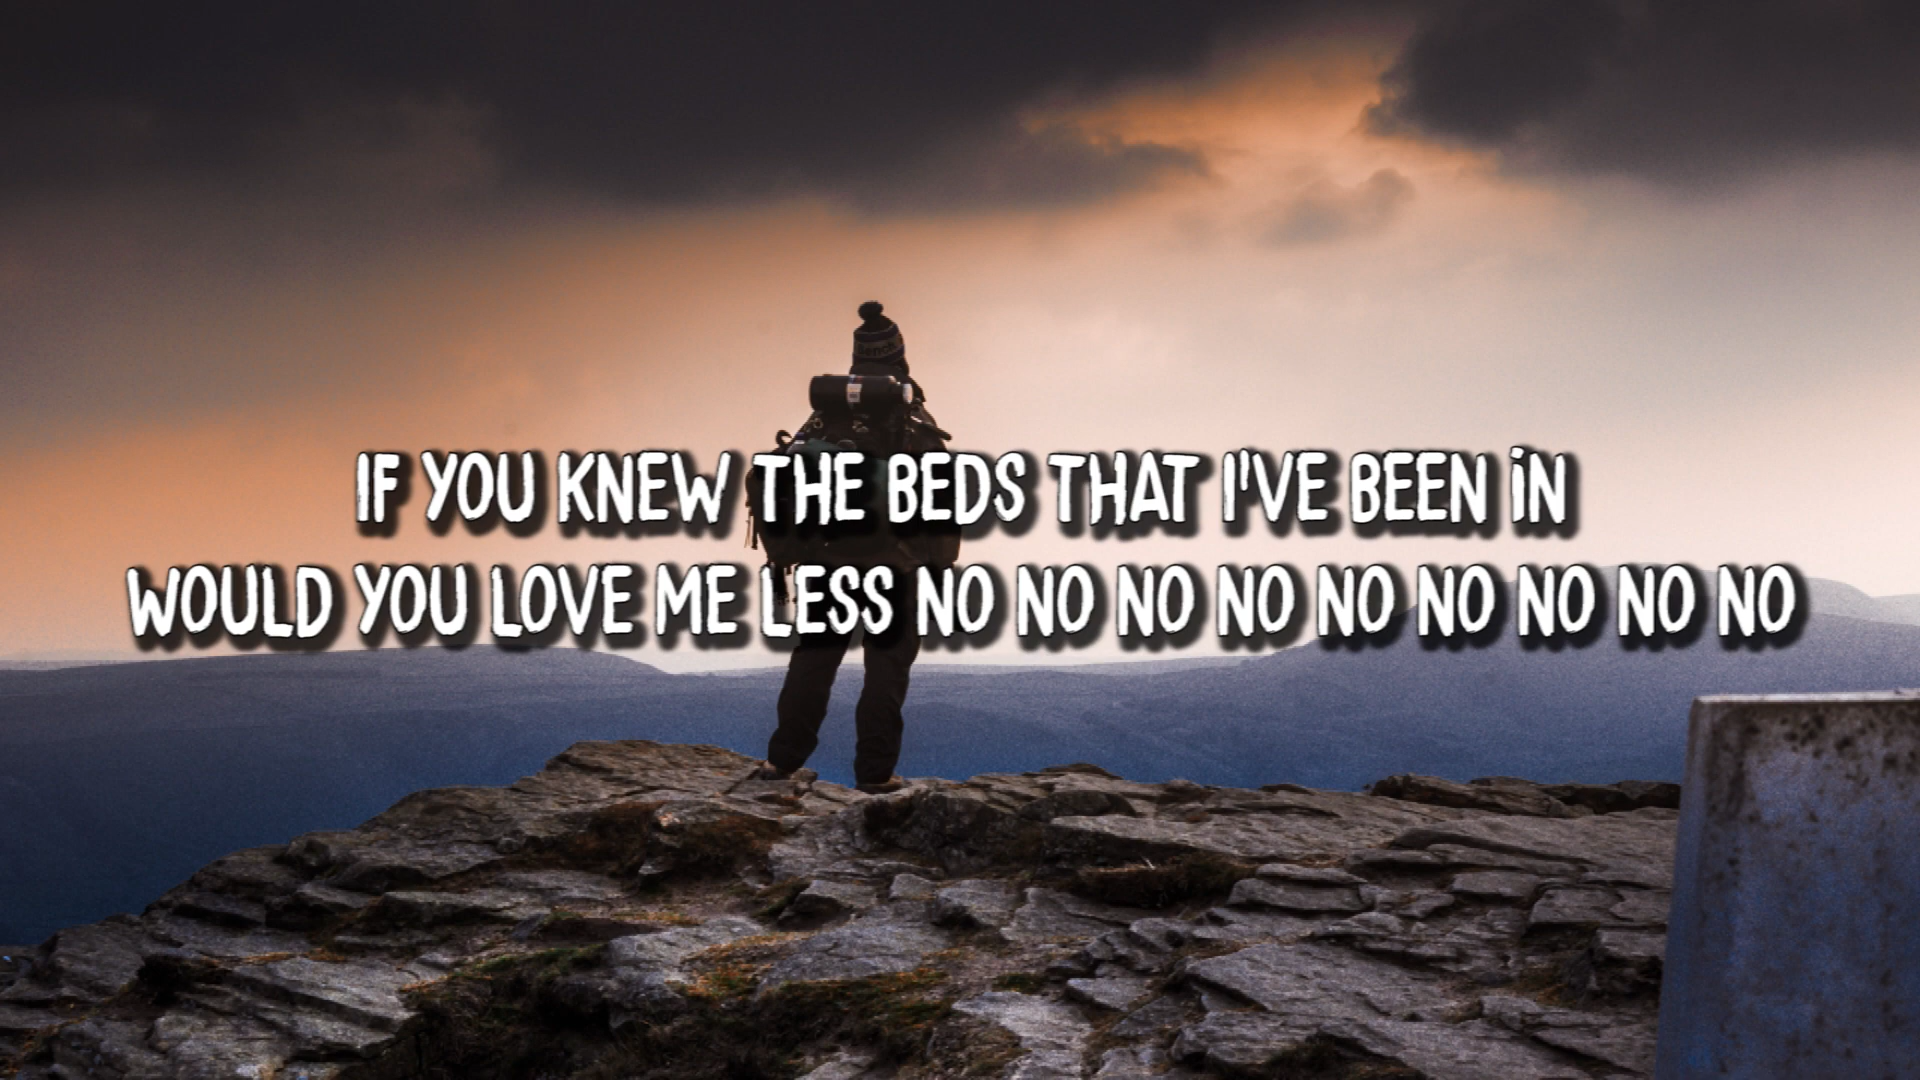 Bench
IF YOU KNEW THE BEDS THAT I'VE BEEN iN
WOULD YOU LOVE ME LESS NO NO NO NO NO NO NO NO NO